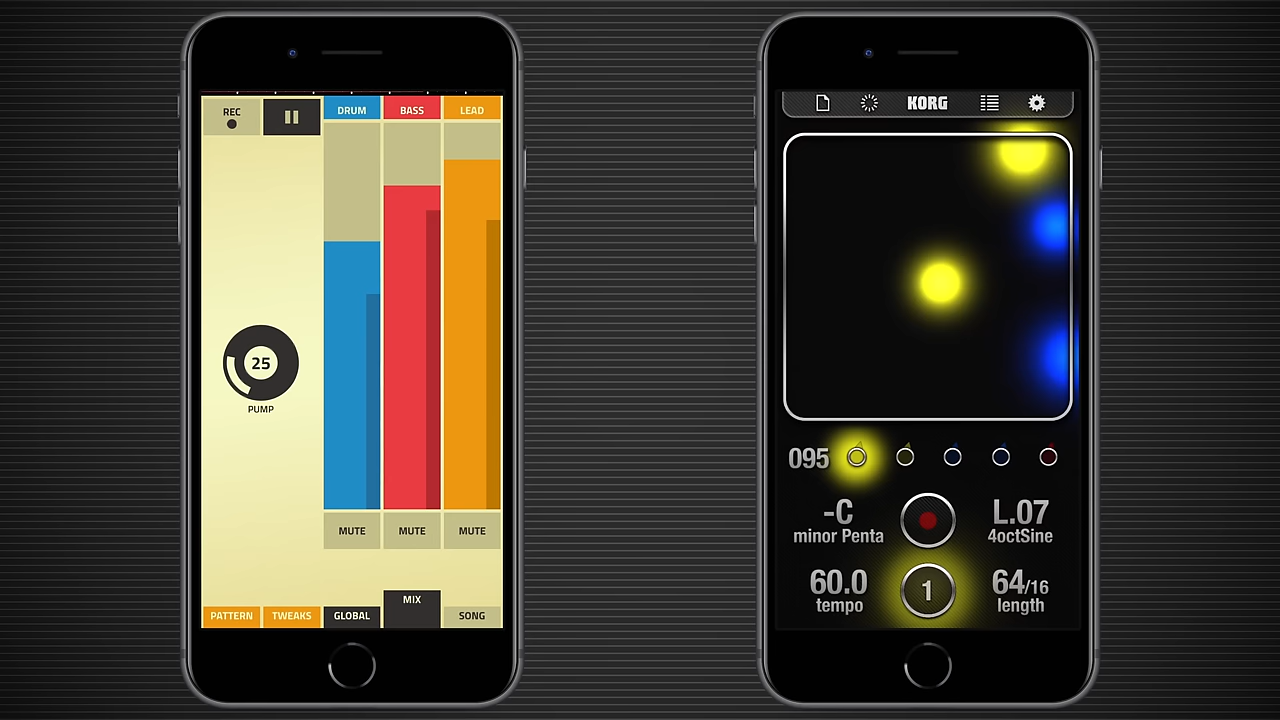 REC
DRUM
BASS
LEAD
25
PUMP
MUTE
MUTE
MUTE
PATTERN
TWEAKS
GLOBAL
MIX
SONG
KORG
095
-C
minor Penta
L.07
4octSine
60.0
tempo
1
64/16
length